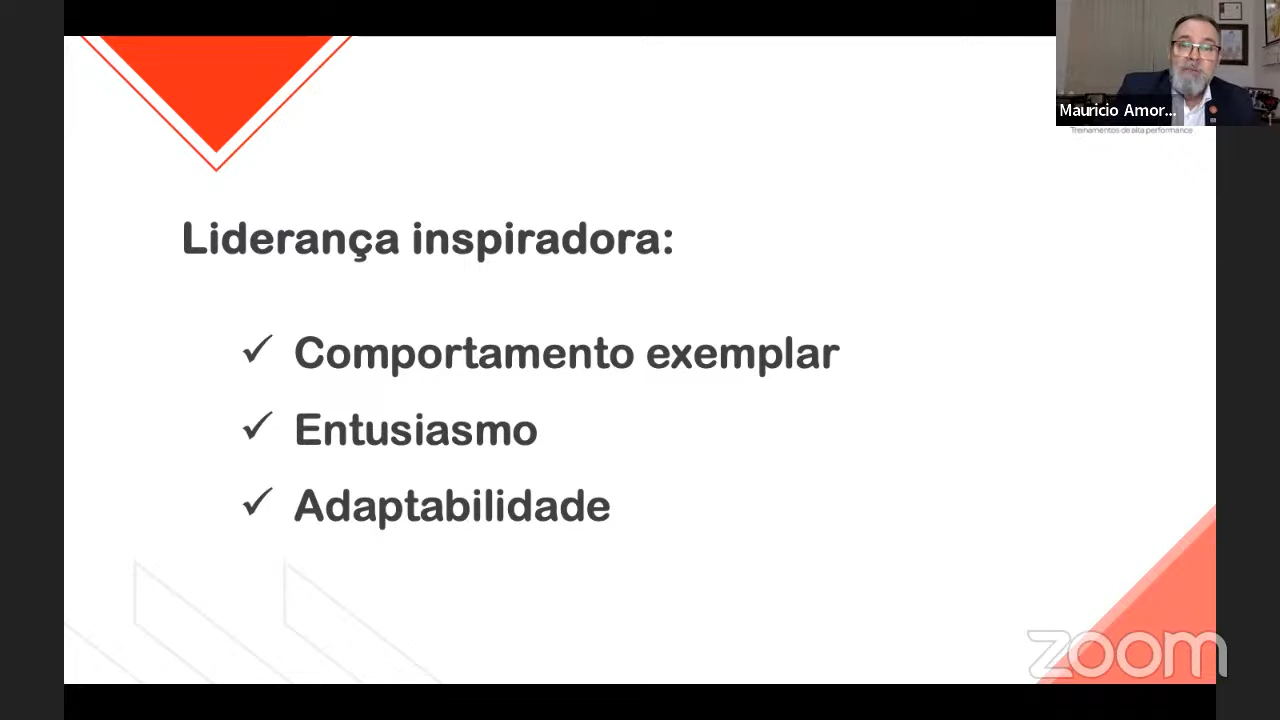 Mauricio Amor...
Treinamentos de alta performance
Liderança inspiradora:
✓ Comportamento exemplar
✓ Entusiasmo
✓ Adaptabilidade
zoom